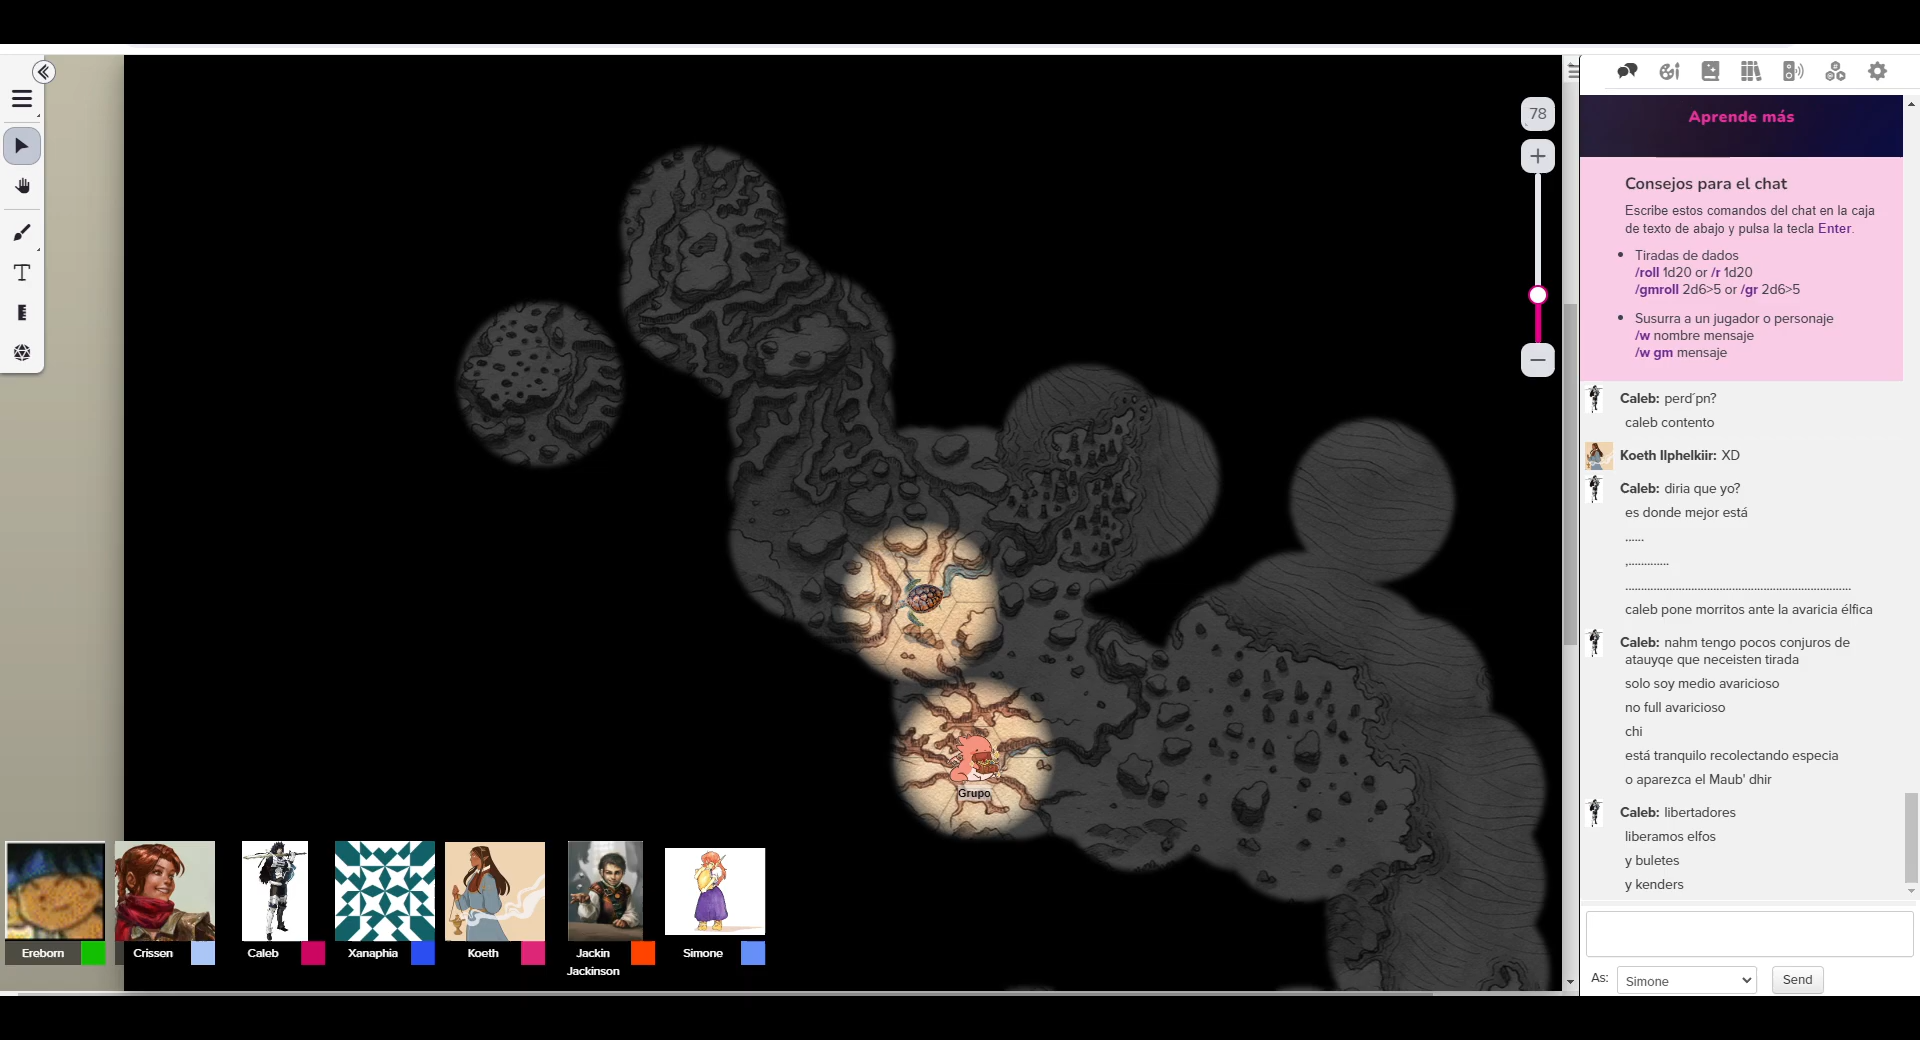 78
Aprende más
Consejos para el chat
Escribe estos comandos del chat en la caja
de texto de abajo y pulsa la tecla Enter.
Tiradas de dados
/roll 1d20 or /r 1d20
/gmroll 2d6>5 or /gr 2d6>5
Susurra a un jugador o personaje
/w nombre mensaje
/w gm mensaje
Caleb: perd´pn?
caleb contento
Koeth Ilphelkiir: XD
Caleb: diria que yo?
es donde mejor está
......
,.............
.......................................................................
caleb pone morritos ante la avaricia élfica
Caleb: nahm tengo pocos conjuros de
atauyqe que neceisten tirada
solo soy medio avaricioso
no full avaricioso
chi
está tranquilo recolectando especia
o aparezca el Maub' dhir
Caleb: libertadores
liberamos elfos
y buletes
y kenders
Grupo
Ereborn
Crissen
Caleb
Xanaphia
Koeth
Jackin
Jackinson
Simone
As:
Simone
Send